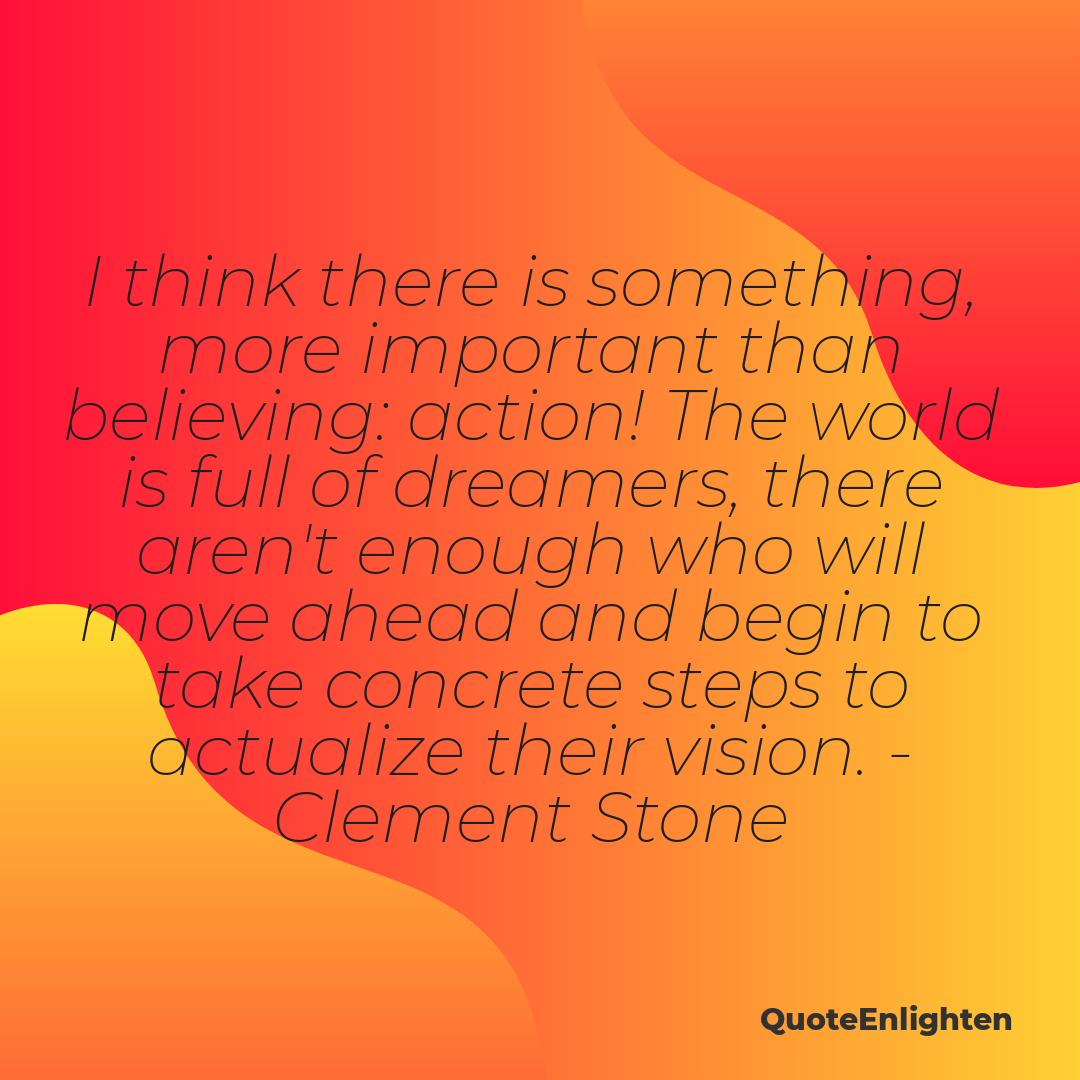 I think there is something,
more important than
believing: action! The world
is full of dreamers, there
aren't enough who will
move ahead and begin to
take concrete steps to
actualize their vision. -
Clement Stone
QuoteEnlighten